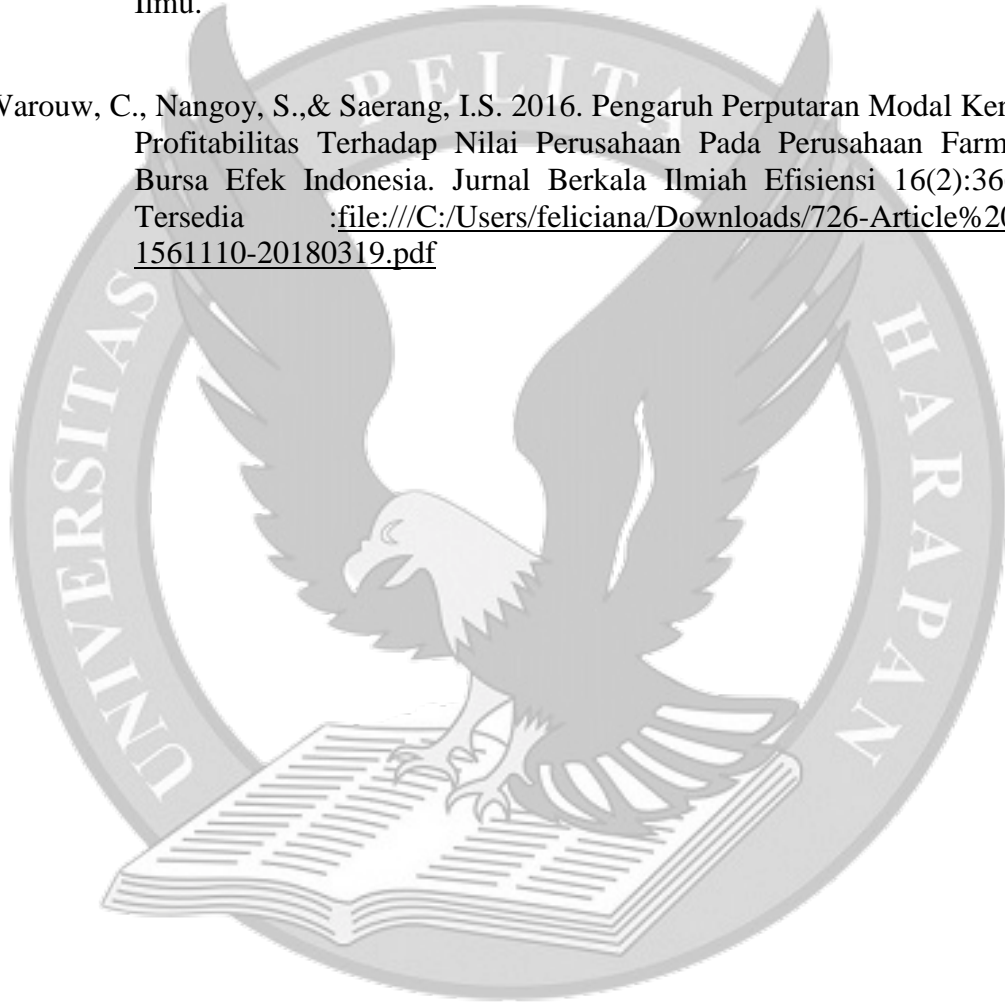 Ilmu.
Varouw, C., Nangoy, S.,& Saerang, I.S. 2016. Pengaruh Perputaran Modal Ker
Profitabilitas Terhadap Nilai Perusahaan Pada Perusahaan Farm
Bursa Efek Indonesia. Jurnal Berkala Ilmiah Efisiensi 16(2):36
Tersedia :file:///C:/Users/feliciana/Downloads/726-Article%20
1561110-20180319.pdf
UNIVERSITAS PELITA HARAPAN